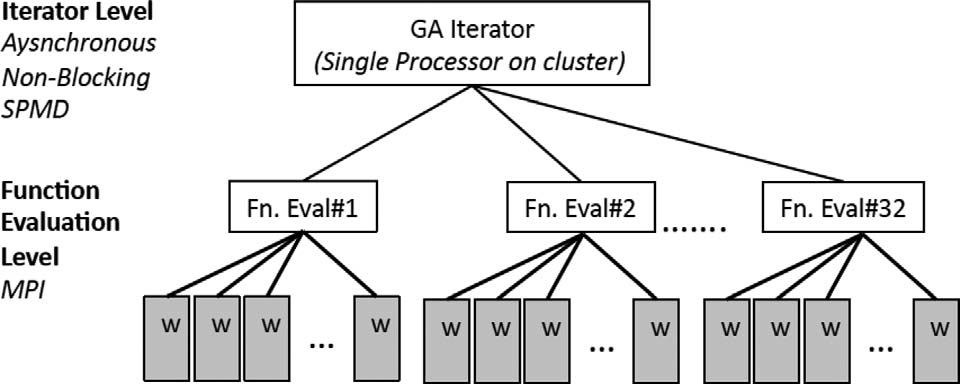 Iterator Level
Aysnchronous
Non-Blocking
SPMD
GA Iterator
(Single Processor on cluster)
Function
Evaluation
Level
MPI
Fn. Eval#1
Fn. Eval#2
.......
Fn. Eval#32
w w w ... w
w w w ... w
w w w ... w